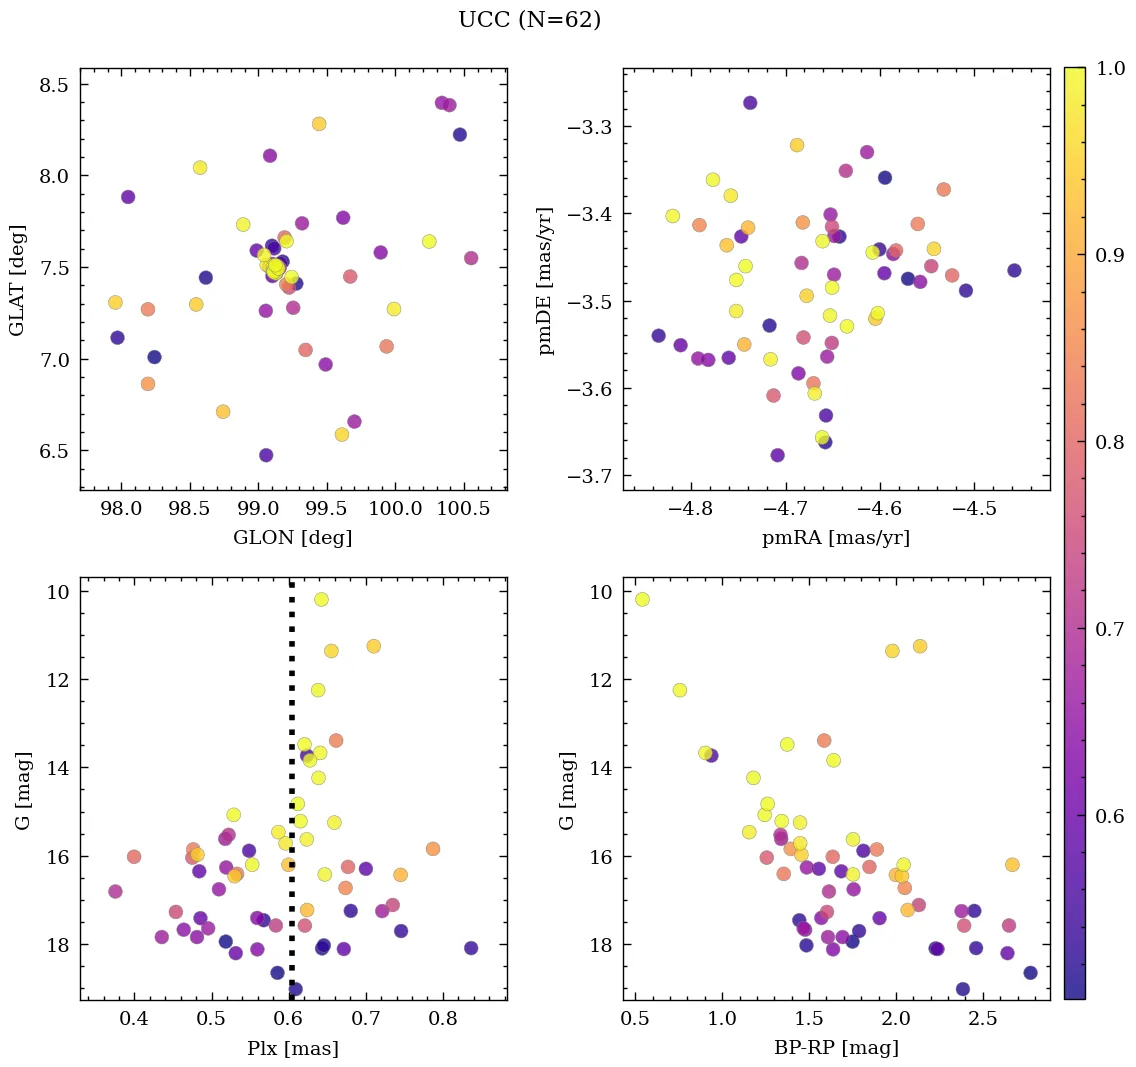 UCC (N=62)
8.5
8.0
7.5
7.0
6.5
GLAT [deg]
98.0 98.5 99.0 99.5 100.0 100.5
GLON [deg]
−3.3
−3.4
−3.5
−3.6
−3.7
pmDE [mas/yr]
−4.8 −4.7 −4.6 −4.5
pmRA [mas/yr]
1.0
0.9
0.8
0.7
0.6
10
12
14
16
18
G [mag]
0.4 0.5 0.6 0.7 0.8
Plx [mas]
10
12
14
16
18
G [mag]
0.5 1.0 1.5 2.0 2.5
BP-RP [mag]